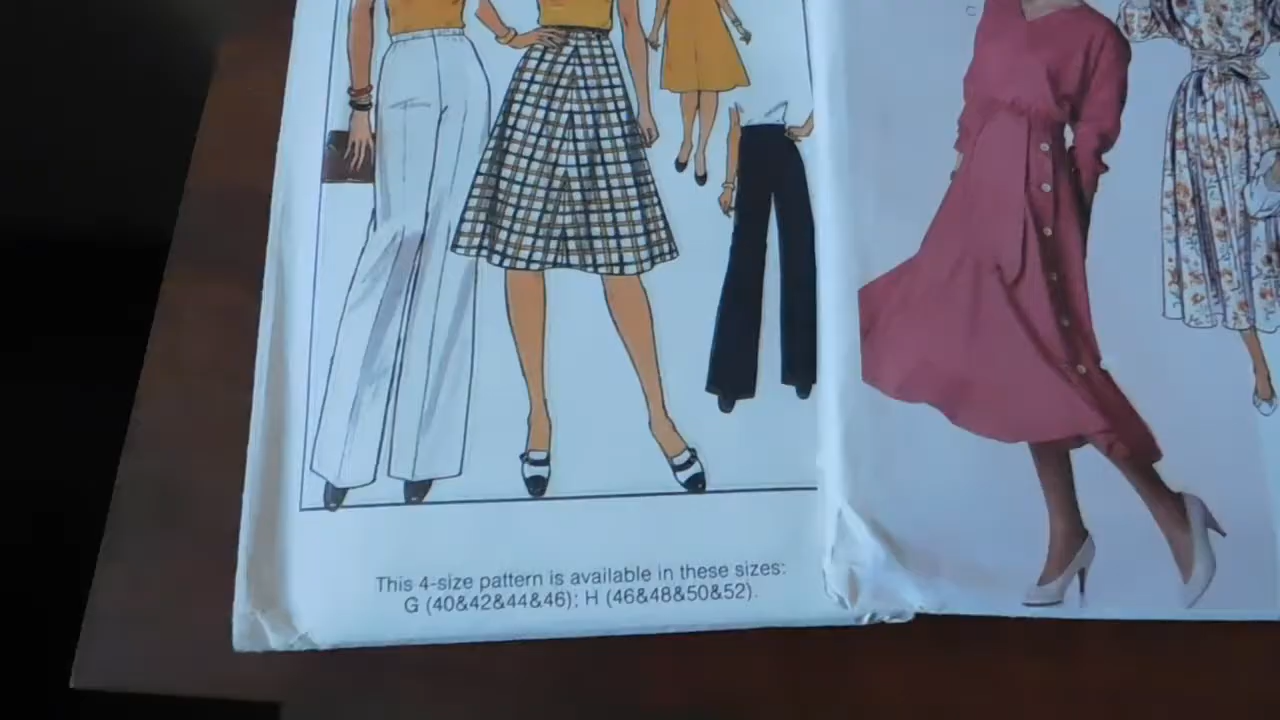 C
This 4-size pattern is available in these sizes:
G (40&42&44&46); H (46&48&50&52).